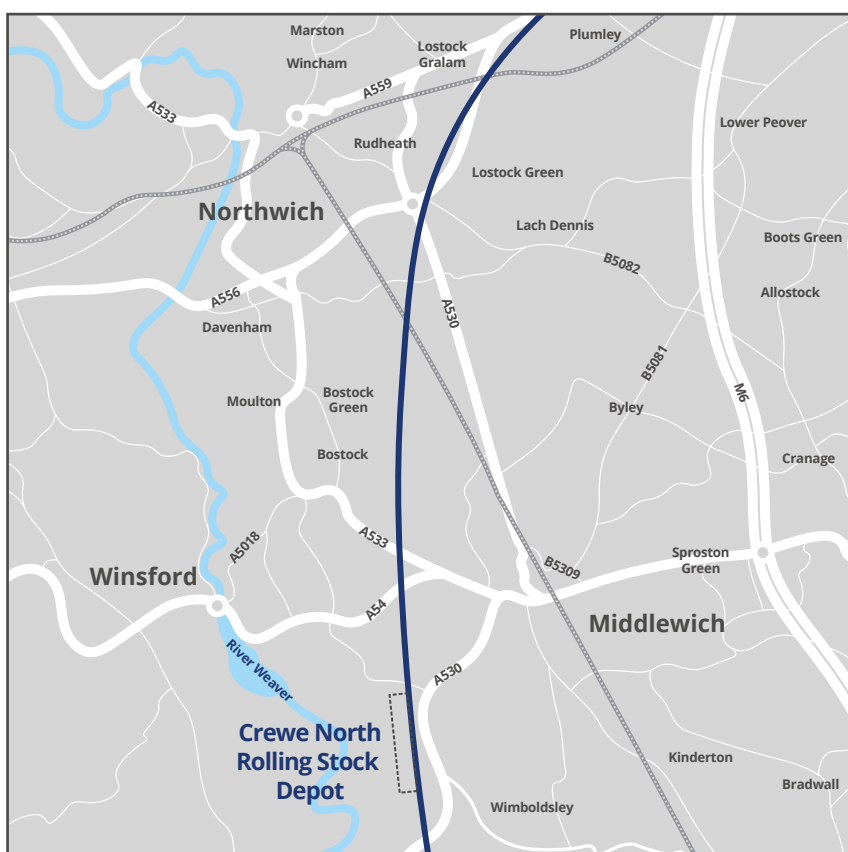 Marston
Wincham
Lostock
Gralam
Plumley
A559
A533
Rudheath
Lower Peover
Lostock Green
Northwich
Lach Dennis
Boots Green
B5082
A556
Allostock
Davenham
A530
B5081
Moulton
Bostock
Green
Byley
M6
Bostock
Cranage
A533
A5018
Sproston
Green
B5309
Winsford
A54
Middlewich
River Weaver
A530
Crewe North
Rolling Stock
Depot
Kinderton
Bradwall
Wimboldsley